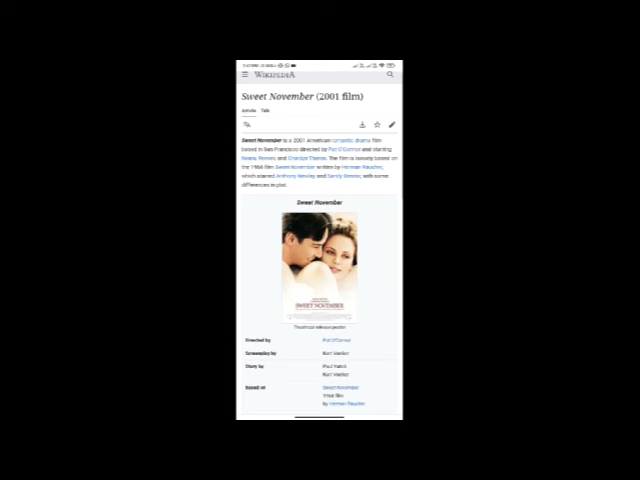 WIKIPEDIA
Sweet November (2001 film)
Article Talk
Sweet November is a 2001 American romantic drama film
based in San Francisco directed by Pat O'Connor and starring
Keanu Reeves and Charlize Theron. The film is loosely based on
the 1968 film Sweet November written by Herman Raucher,
which starred Anthony Newley and Sandy Dennis, with some
differences in plot.
Sweet November
SWEET NOVEMBER
Theatrical release poster
Directed by Pat O'Connor
Screenplay by Kurt Voelker
Story by Paul Yurick
Kurt Voelker
Based on Sweet November
1968 film
by Herman Raucher